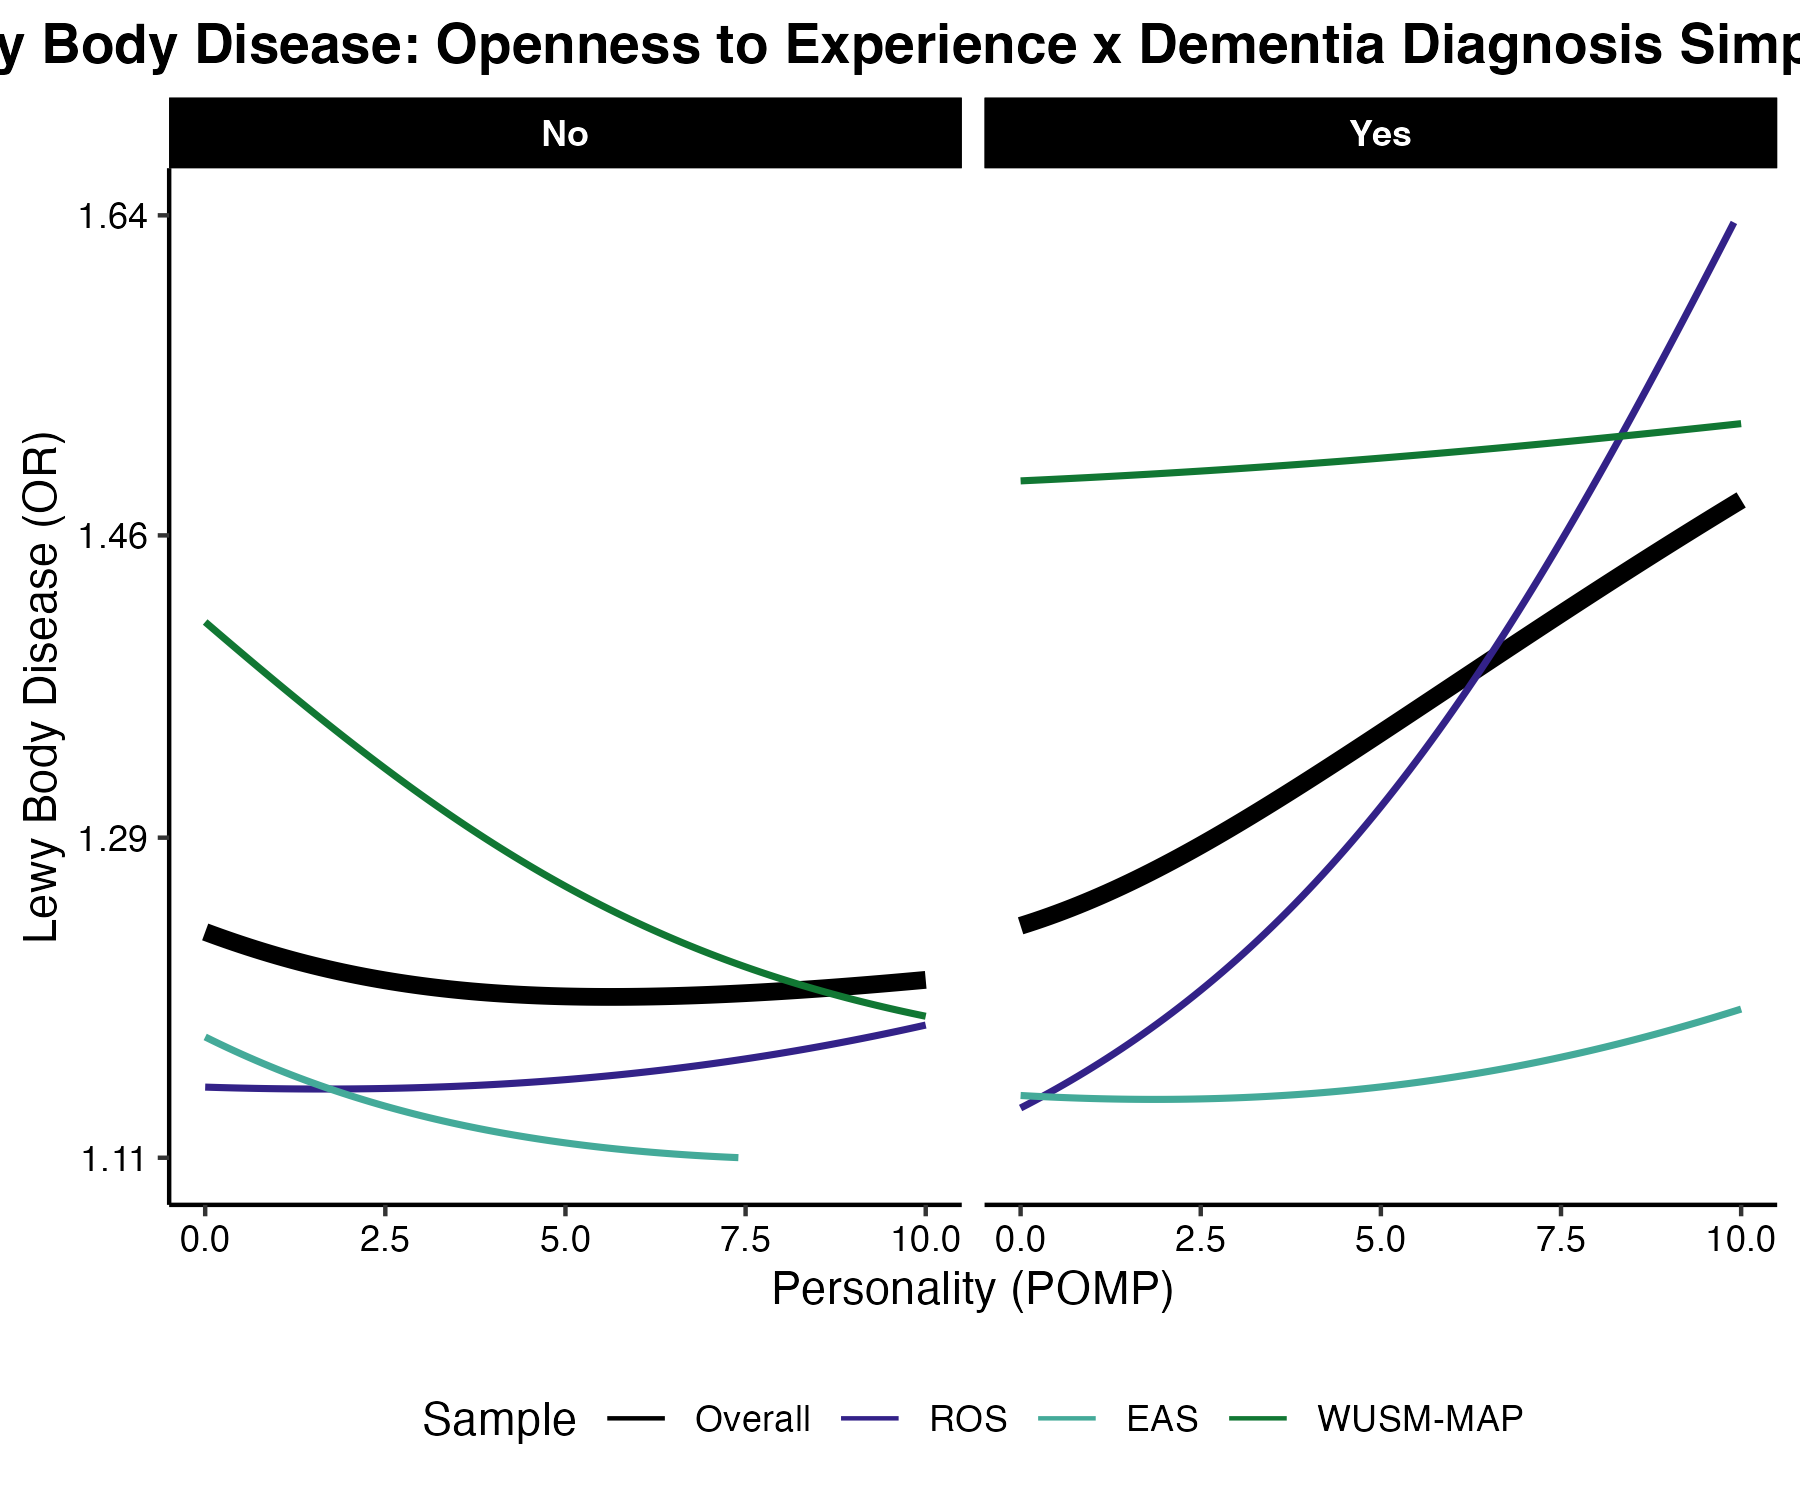 y Body Disease: Openness to Experience x Dementia Diagnosis Simp
No
Yes
Lewy Body Disease (OR)
1.64
1.46
1.29
1.11
0.0 2.5 5.0 7.5 10.0
0.0 2.5 5.0 7.5 10.0
Personality (POMP)
Sample Overall ROS EAS WUSM-MAP